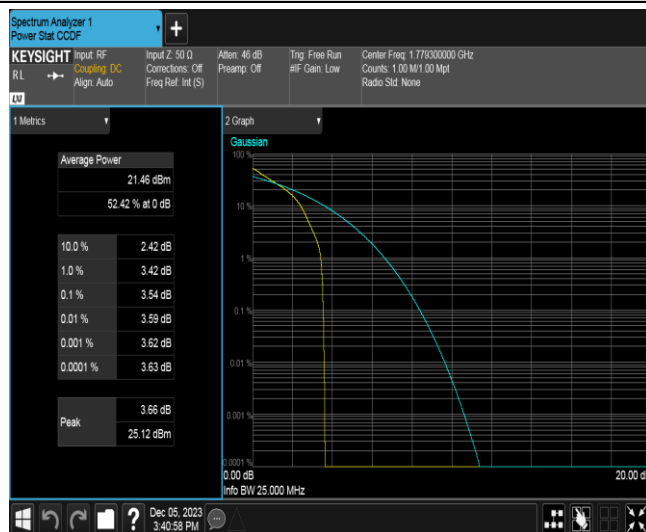 Spectrum Analyzer 1
Power Stat CCDF
KEYSIGHT
RL
LXI
Input: RF
Coupling: DC
Align: Auto
Input Z: 50 Ω
Corrections: Off
Freq Ref: Int (S)
Atten: 46 dB
Preamp: Off
Trig: Free Run
#IF Gain: Low
Center Freq: 1.779300000 GHz
Counts: 1.00 M/1.00 Mpt
Radio Std: None
1 Metrics
Average Power
21.46 dBm
52.42 % at 0 dB
10.0 % 2.42 dB
1.0 % 3.42 dB
0.1 % 3.54 dB
0.01 % 3.59 dB
0.001 % 3.62 dB
0.0001 % 3.63 dB
Peak
3.66 dB
25.12 dBm
2 Graph
Gaussian
100 %
10 %
1 %
0.1 %
0.01 %
0.001 %
0.0001 %
0.00 dB
20.00 d
Info BW 25.000 MHz
?
Dec 05, 2023
3:40:58 PM